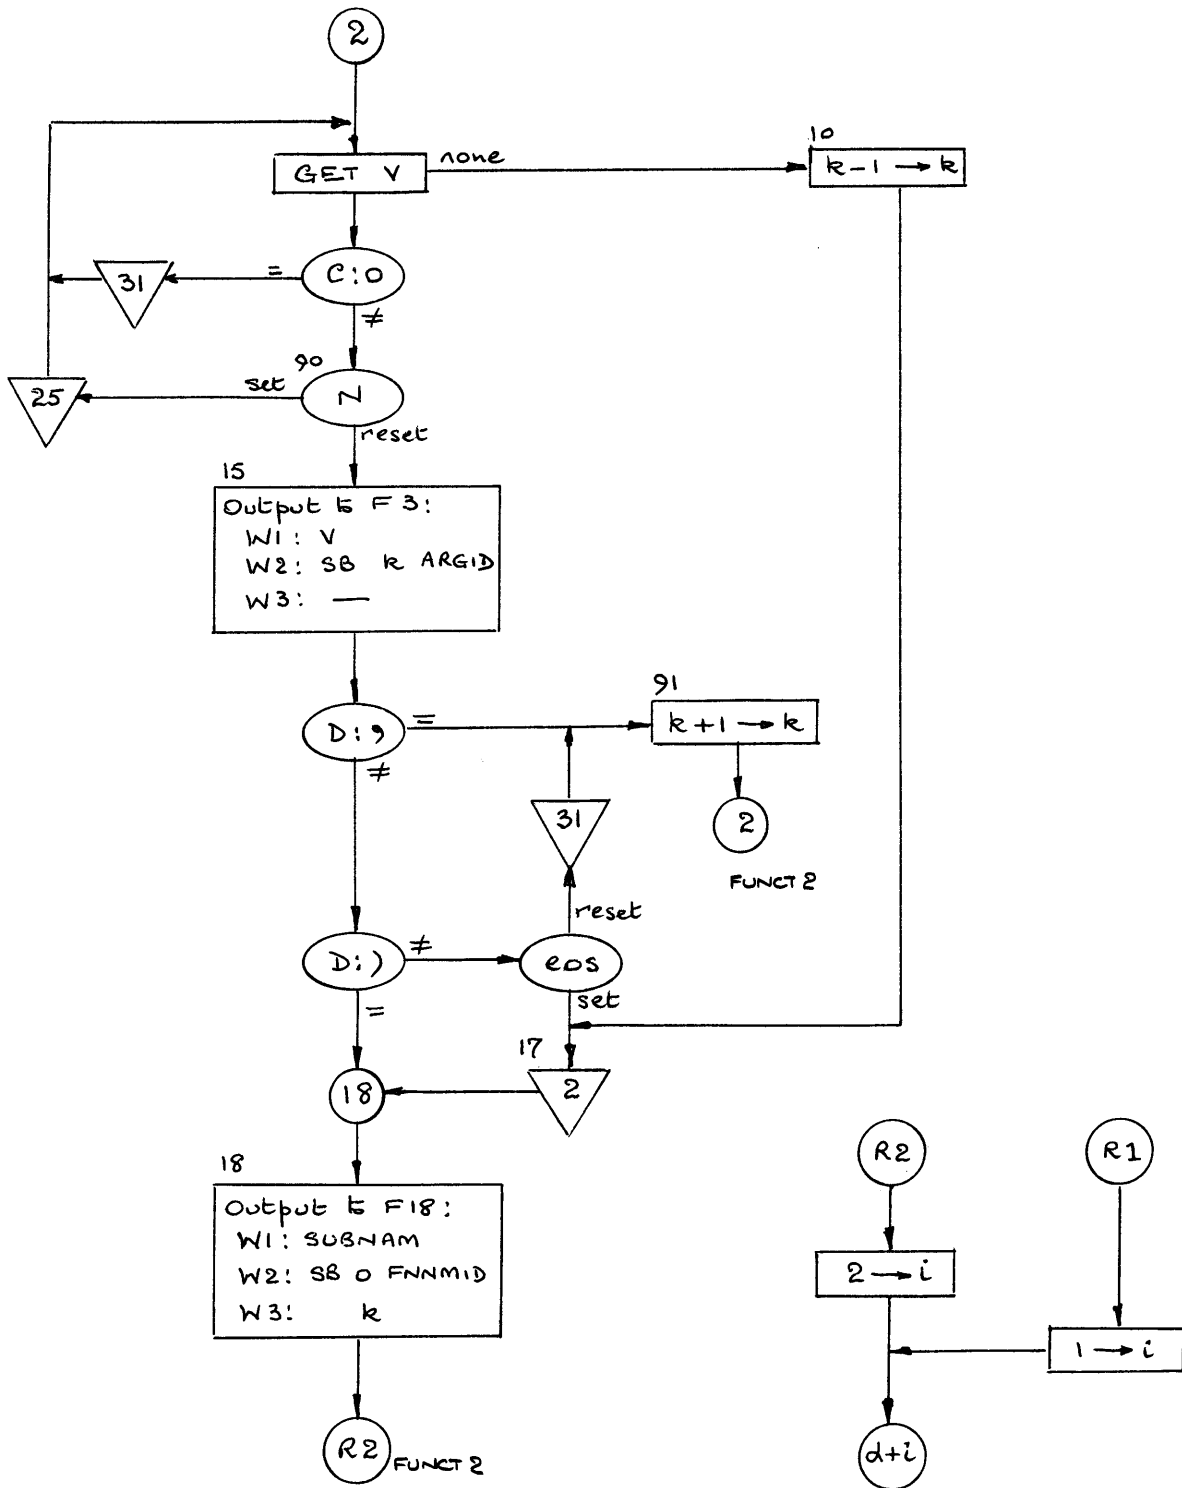 2
GET V
none
10
k-1 → k
C:0
=
31
≠
90
N
set
25
reset
15
Output to F3:
W1: V
W2: SB k ARGID
W3: —
D:,
=
≠
91
k+1 → k
31
2
FUNCT 2
reset
D:)
≠
eos
=
set
17
2
18
18
Output to F18:
W1: SUBNAM
W2: SB 0 FNNMID
W3: k
R2
FUNCT 2
R2
R1
2 → i
1 → i
d+i